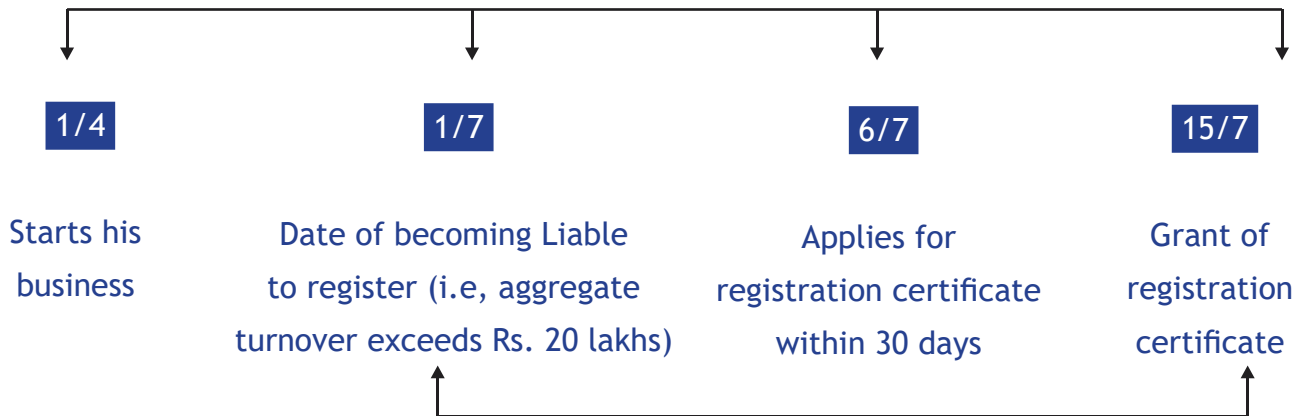 1/4
1/7
6/7
15/7
Starts his
business
Date of becoming Liable
to register (i.e, aggregate
turnover exceeds Rs. 20 lakhs)
Applies for
registration certificate
within 30 days
Grant of
registration
certificate